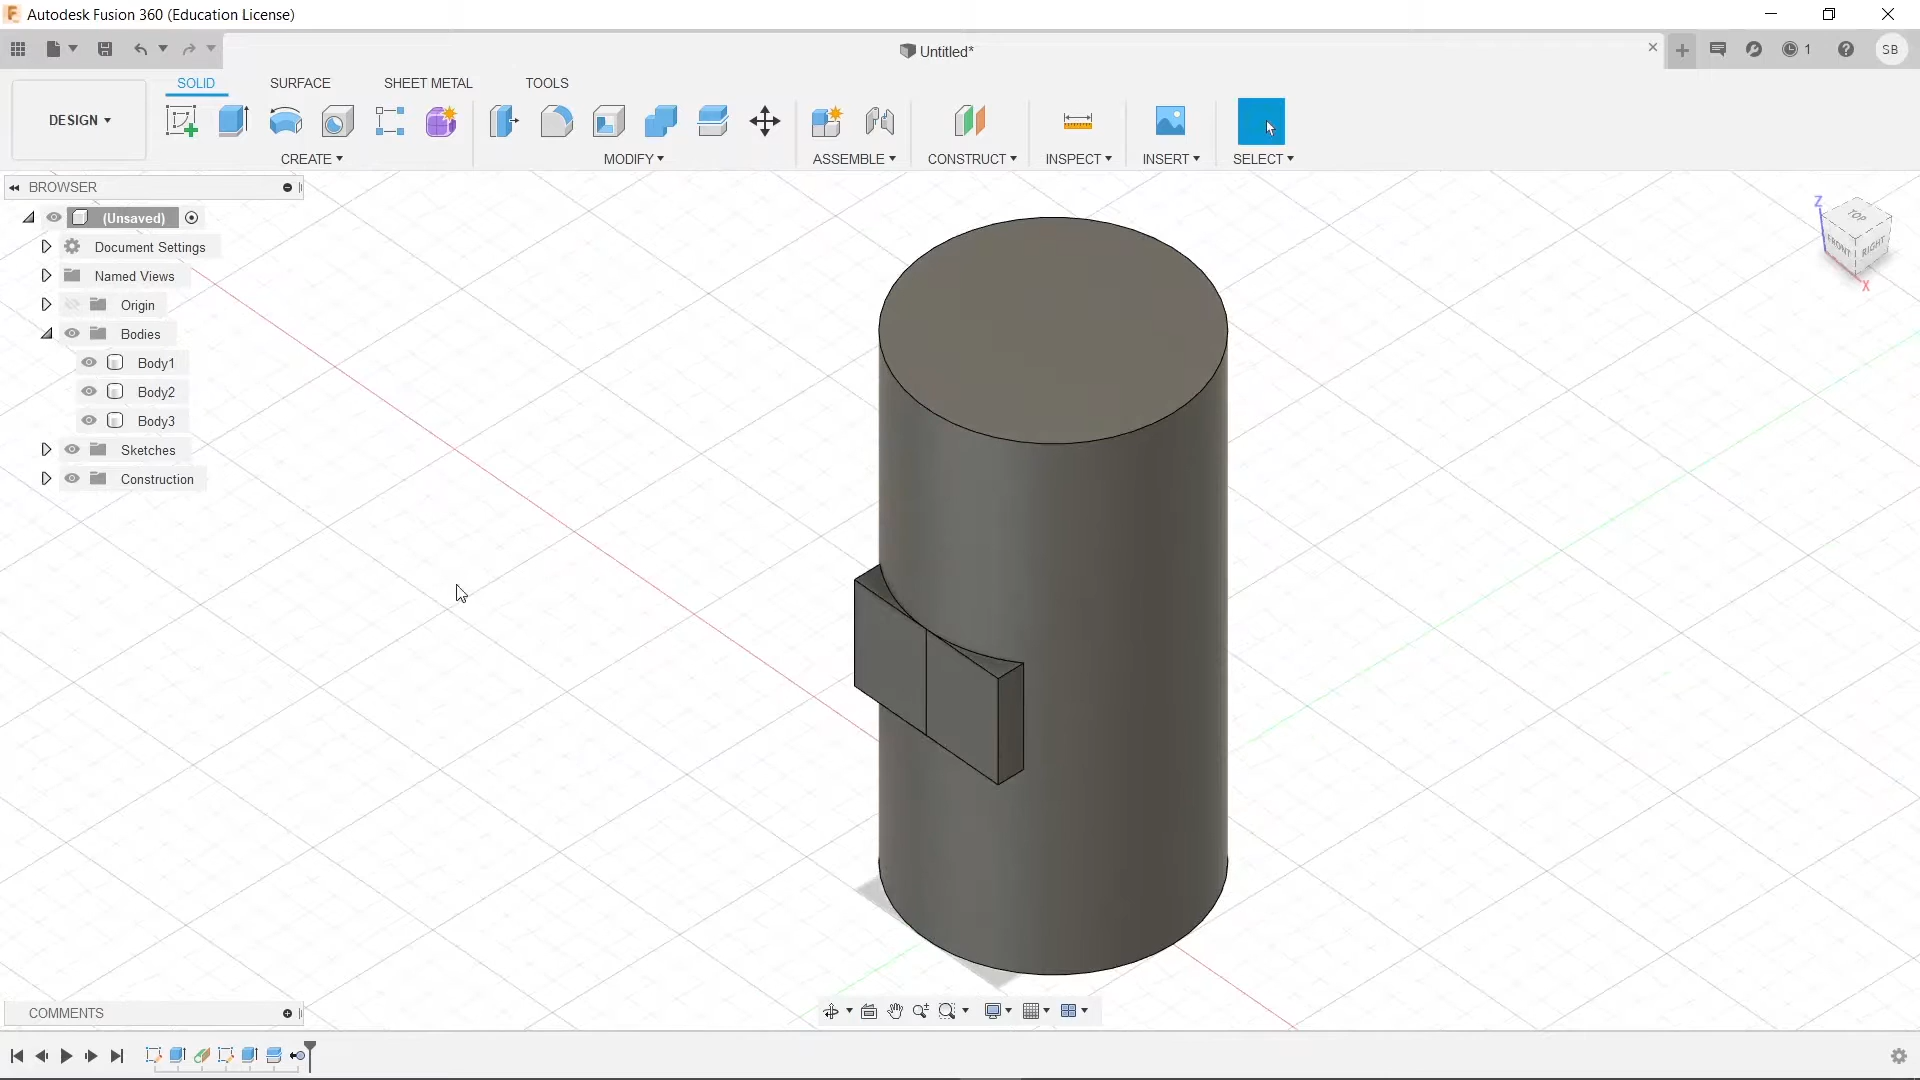 Autodesk Fusion 360 (Education License)
Untitled*
1
SB
DESIGN
SOLID
SURFACE
SHEET METAL
TOOLS
CREATE
MODIFY
ASSEMBLE
CONSTRUCT
INSPECT
INSERT
SELECT
BROWSER
(Unsaved)
Document Settings
Named Views
Origin
Bodies
Body1
Body2
Body3
Sketches
Construction
Z
TOP
FRONT
RIGHT
X
COMMENTS